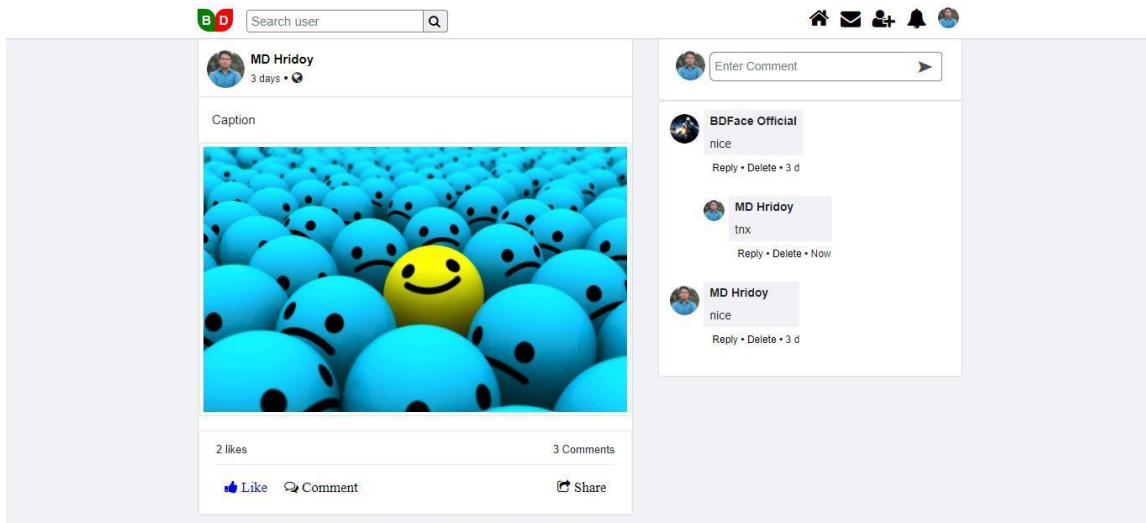 BD
Search user
MD Hridoy
3 days •
Caption
2 likes
3 Comments
Like
Comment
Share
Enter Comment
BDFace Official
nice
Reply • Delete • 3 d
MD Hridoy
tnx
Reply • Delete • Now
MD Hridoy
nice
Reply • Delete • 3 d